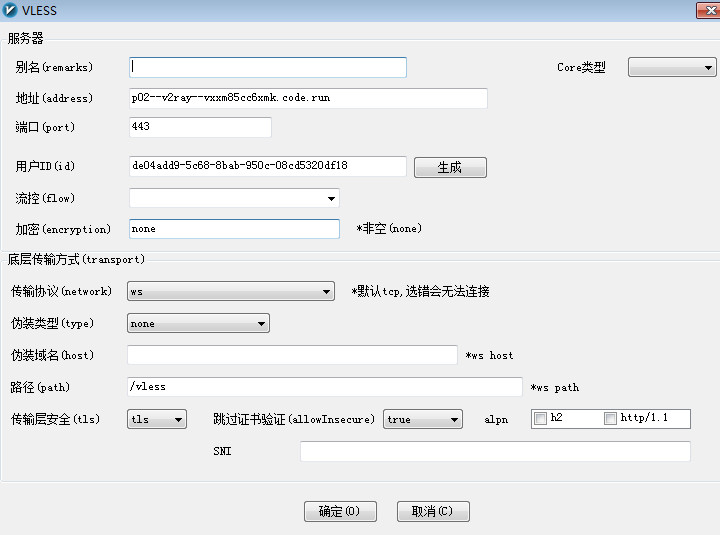 VLESS
服务器
别名(remarks)
Core类型
地址(address) p02--v2ray--vxxm85cc6xmk.code.run
端口(port) 443
用户ID(id) de04add9-5c68-8bab-950c-08cd5320df18 生成
流控(flow)
加密(encryption) none *非空(none)
底层传输方式(transport)
传输协议(network) ws *默认tcp,选错会无法连接
伪装类型(type) none
伪装域名(host) *ws host
路径(path) /vless *ws path
传输层安全(tls) tls 跳过证书验证(allowInsecure) true alpn h2 http/1.1
SNI
确定(O) 取消(C)